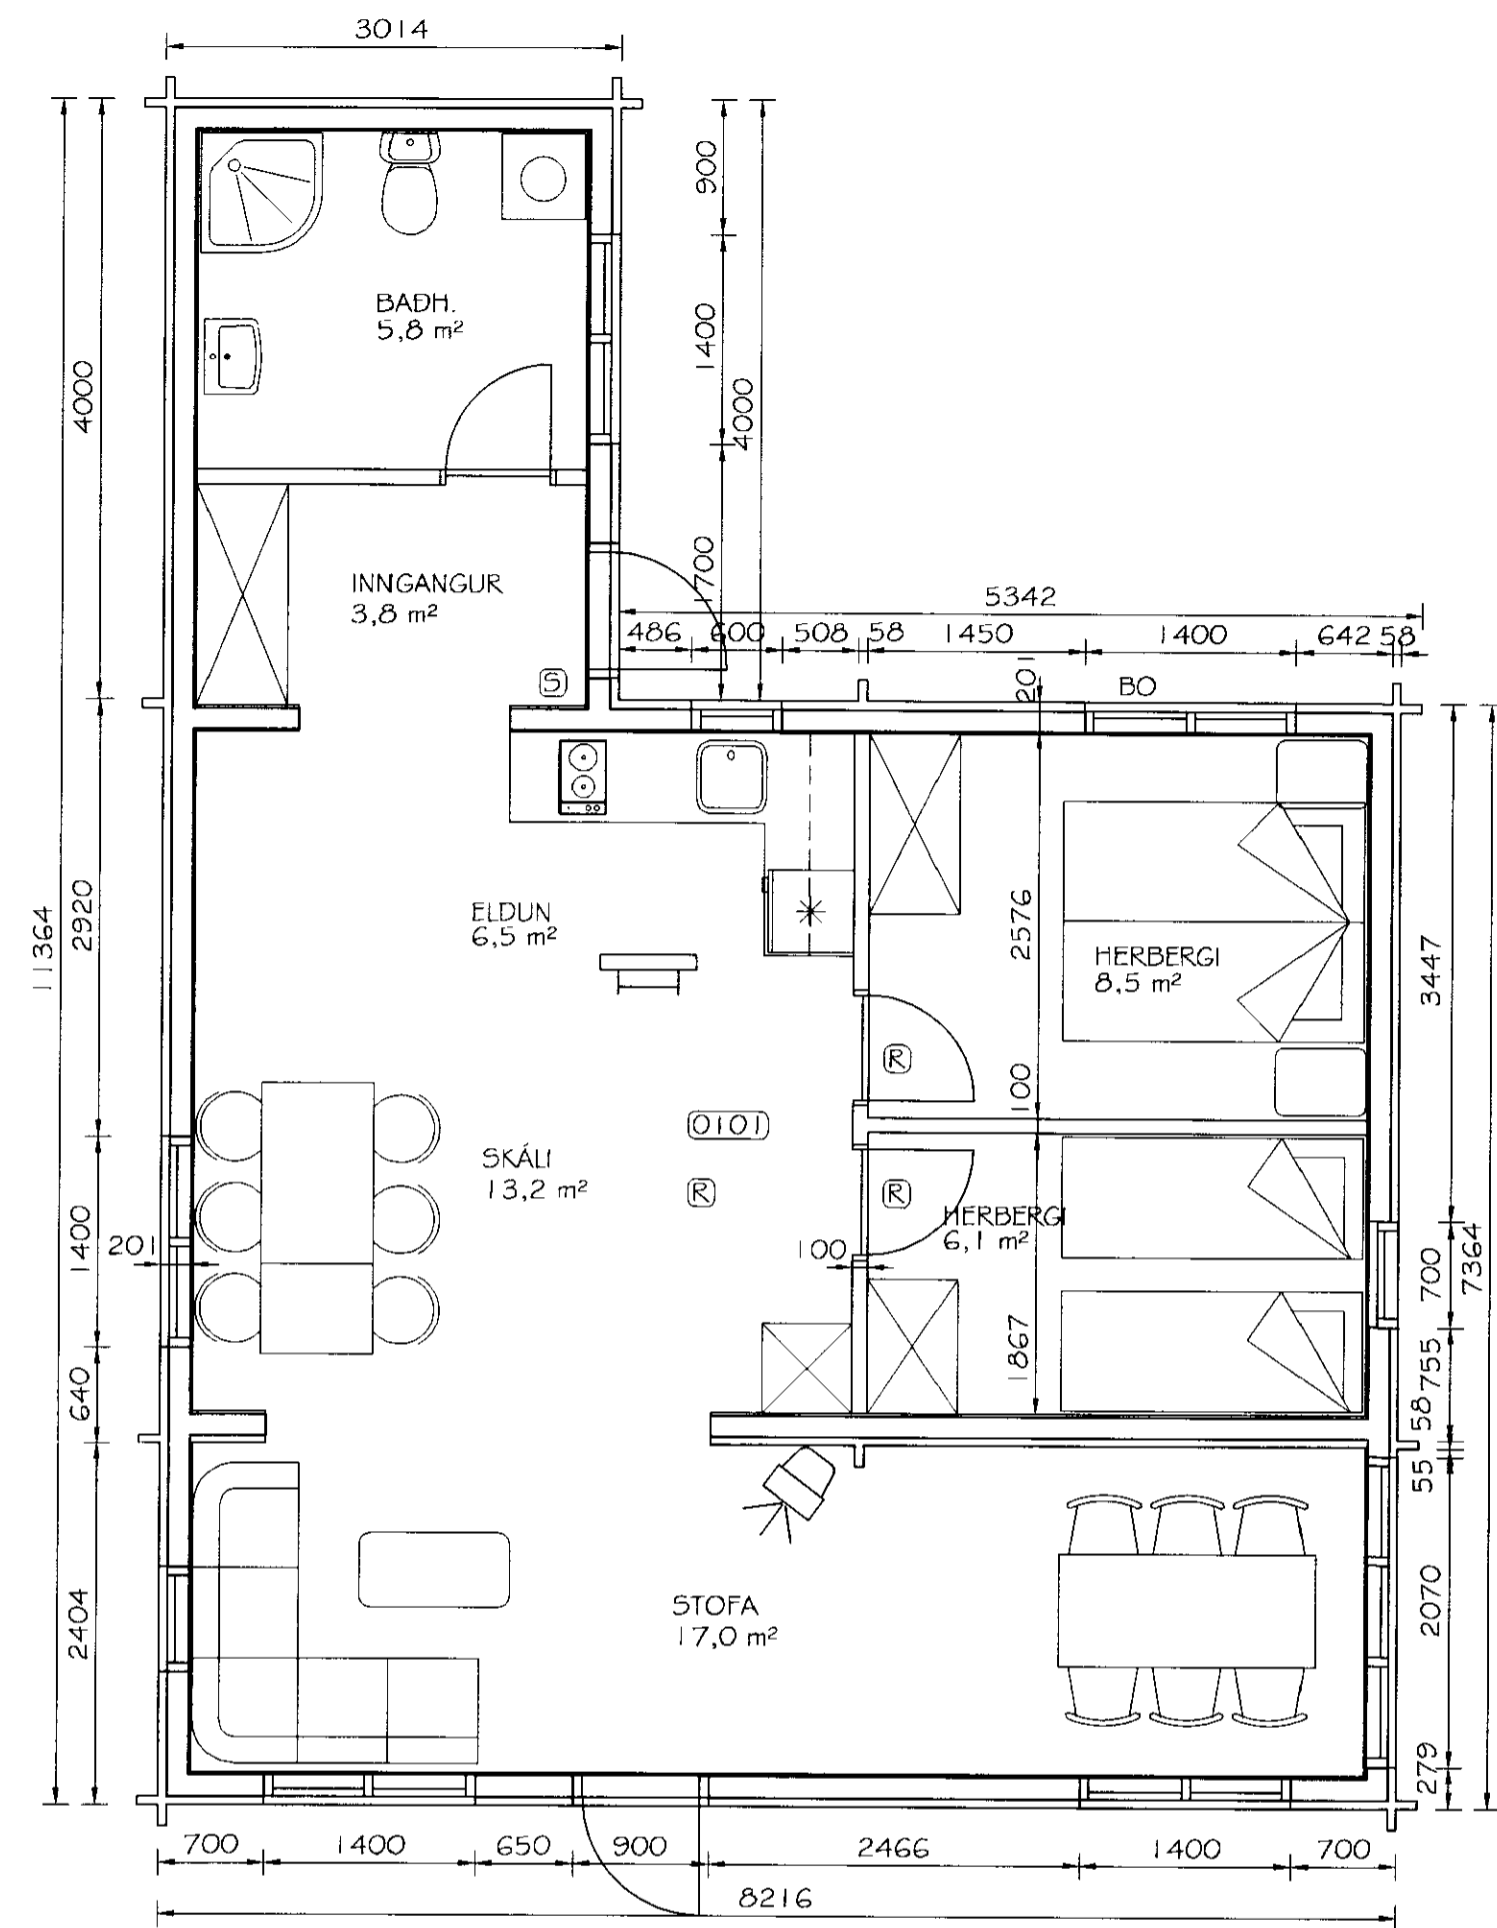 3014
900
1400
4000
1700
BAÐH.
5,8 m²
4000
INNGANGUR
3,8 m²
S
5342
486 600 508 58 1450 1400 642 58
201
BO
11364
2920
ELDUN
6,5 m²
2576
HERBERGI
8,5 m²
3447
R
100
0101
SKÁLI
13,2 m²
R
R
HERBERGI
6,1 m²
201
1400
100
700
7364
640
1867
755
58
55
2404
STOFA
17,0 m²
2070
279
700 1400 650 900 2466 1400 700
8216